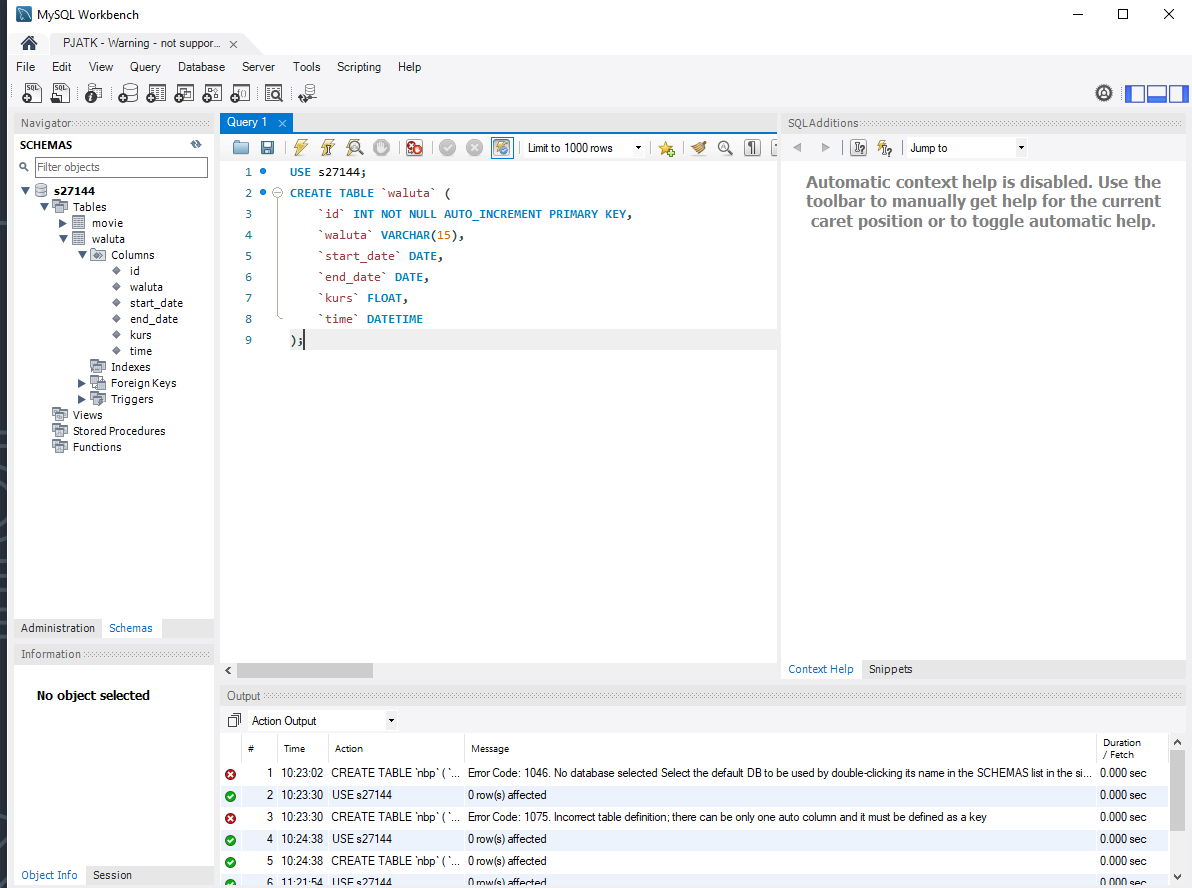 MySQL Workbench
PJATK - Warning - not suppor...
File Edit View Query Database Server Tools Scripting Help
Navigator
SCHEMAS
Filter objects
s27144
Tables
movie
waluta
Columns
id
waluta
start_date
end_date
kurs
time
Indexes
Foreign Keys
Triggers
Views
Stored Procedures
Functions
Administration Schemas
Information
No object selected
Object Info Session
Query 1
Limit to 1000 rows
1 USE s27144;
2 CREATE TABLE `waluta` (
3 `id` INT NOT NULL AUTO_INCREMENT PRIMARY KEY,
4 `waluta` VARCHAR(15),
5 `start_date` DATE,
6 `end_date` DATE,
7 `kurs` FLOAT,
8 `time` DATETIME
9 );
SQLAdditions
Jump to
Automatic context help is disabled. Use the
toolbar to manually get help for the current
caret position or to toggle automatic help.
Context Help Snippets
Output
Action Output
# Time Action Message Duration / Fetch
1 10:23:02 CREATE TABLE `nbp` ( `... Error Code: 1046. No database selected Select the default DB to be used by double-clicking its name in the SCHEMAS list in the si... 0.000 sec
2 10:23:30 USE s27144 0 row(s) affected 0.000 sec
3 10:23:30 CREATE TABLE `nbp` ( `... Error Code: 1075. Incorrect table definition; there can be only one auto column and it must be defined as a key 0.000 sec
4 10:24:38 USE s27144 0 row(s) affected 0.000 sec
5 10:24:38 CREATE TABLE `nbp` ( `... 0 row(s) affected 0.000 sec
6 11:21:54 USE s27144 0 row(s) affected 0.000 sec